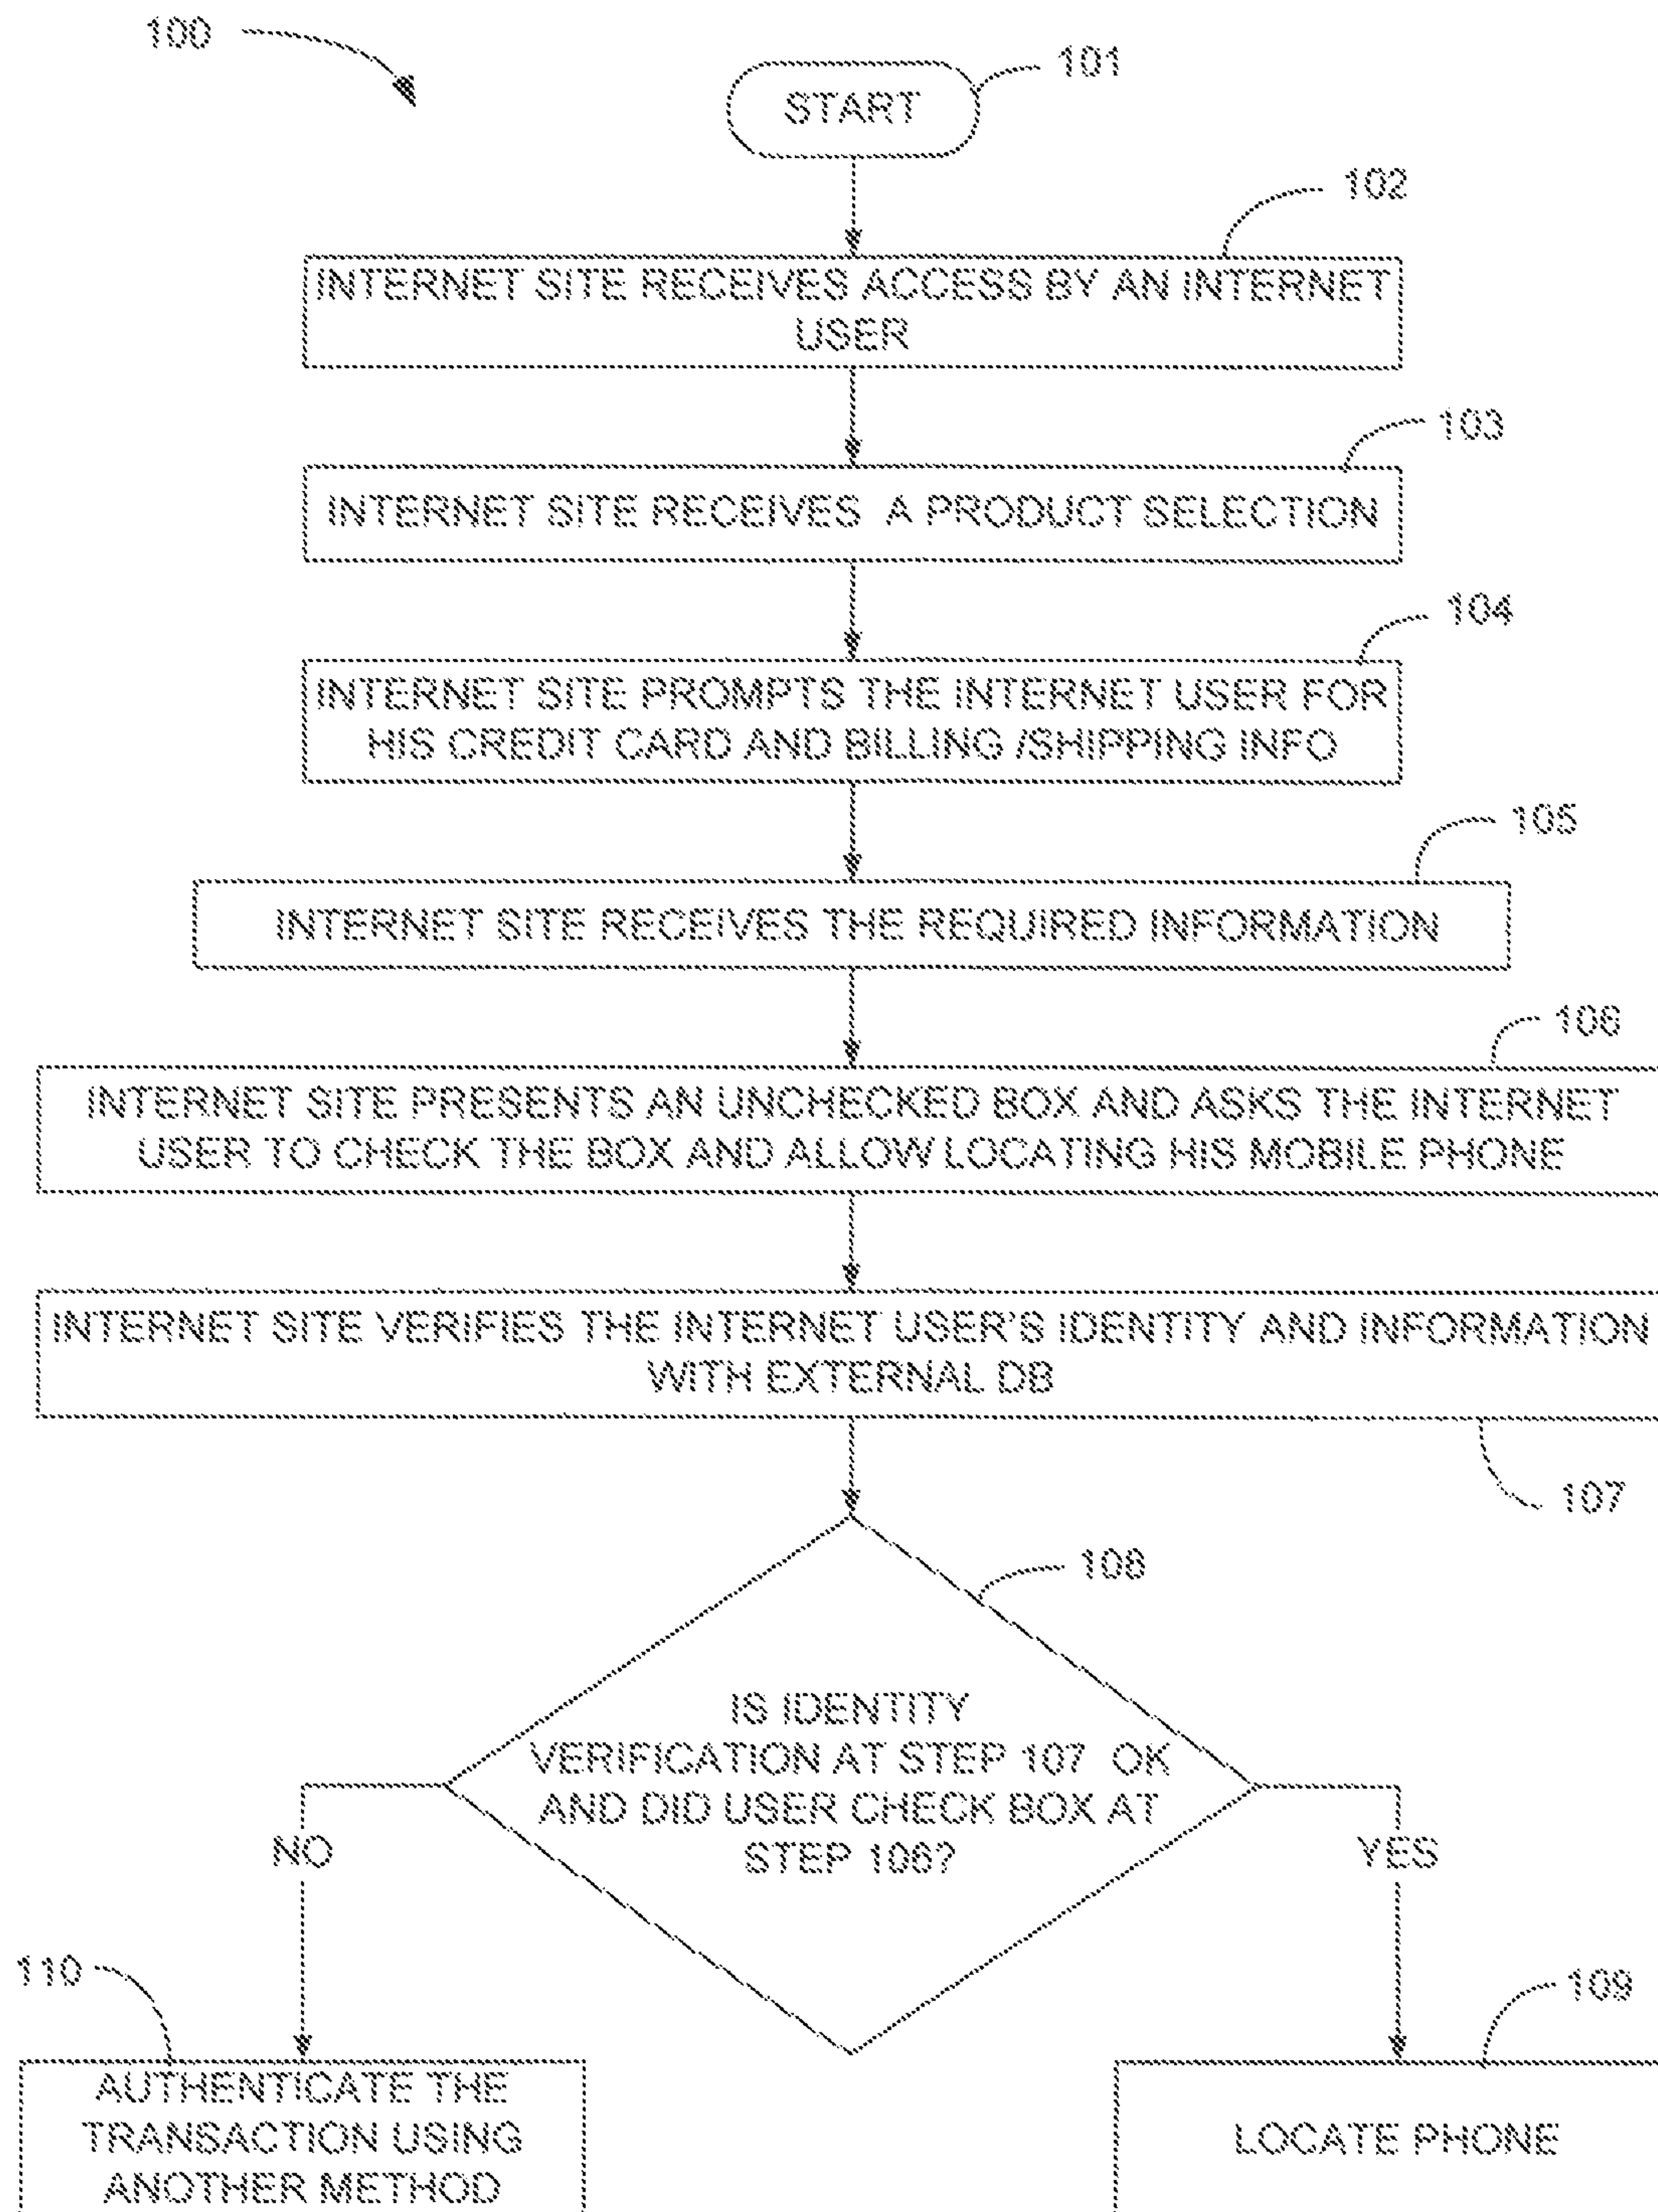 100
START
101
102
INTERNET SITE RECEIVES ACCESS BY AN INTERNET
USER
103
INTERNET SITE RECEIVES A PRODUCT SELECTION
104
INTERNET SITE PROMPTS THE INTERNET USER FOR
HIS CREDIT CARD AND BILLING /SHIPPING INFO
105
INTERNET SITE RECEIVES THE REQUIRED INFORMATION
106
INTERNET SITE PRESENTS AN UNCHECKED BOX AND ASKS THE INTERNET
USER TO CHECK THE BOX AND ALLOW LOCATING HIS MOBILE PHONE
INTERNET SITE VERIFIES THE INTERNET USER'S IDENTITY AND INFORMATION
WITH EXTERNAL DB
107
108
IS IDENTITY
VERIFICATION AT STEP 107 OK
AND DID USER CHECK BOX AT
STEP 106?
NO
YES
110
109
AUTHENTICATE THE
TRANSACTION USING
ANOTHER METHOD
LOCATE PHONE